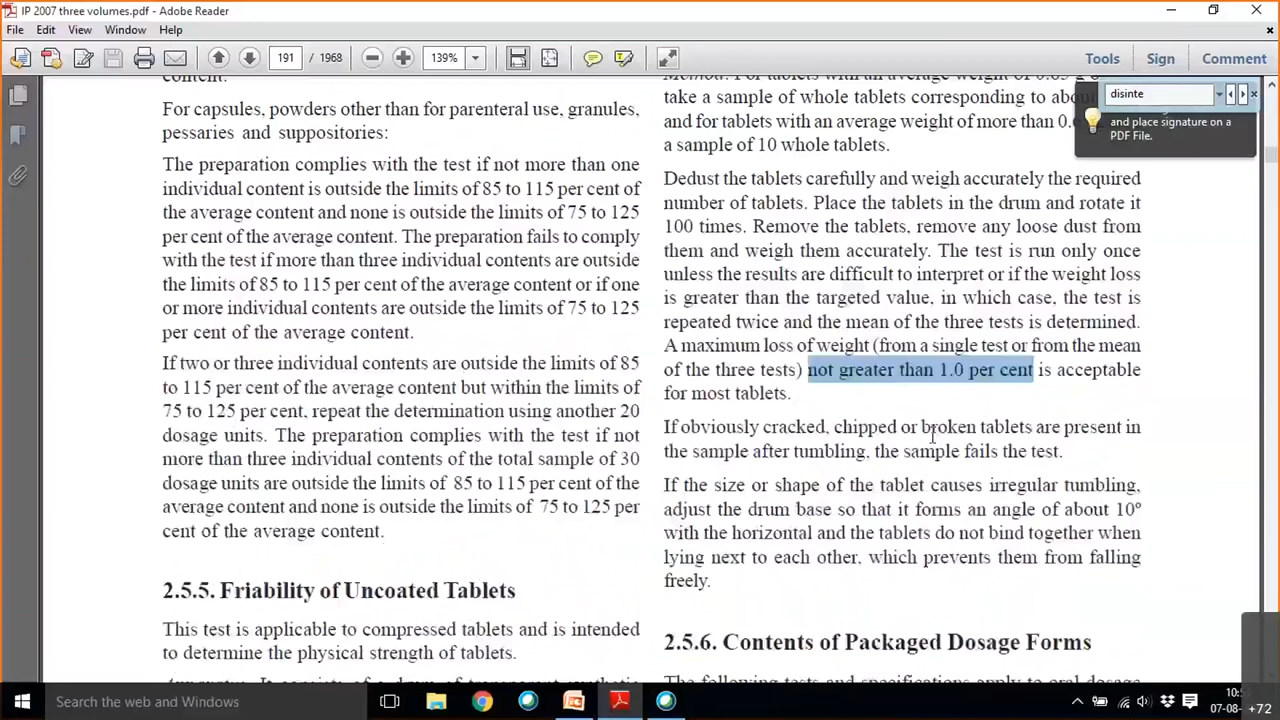 IP 2007 three volumes.pdf - Adobe Reader
File Edit View Window Help
191 / 1968 139% Tools Sign Comment
disinte
and place signature on a
PDF File.
content.
For capsules, powders other than for parenteral use, granules,
pessaries and suppositories:
The preparation complies with the test if not more than one
individual content is outside the limits of 85 to 115 per cent of
the average content and none is outside the limits of 75 to 125
per cent of the average content. The preparation fails to comply
with the test if more than three individual contents are outside
the limits of 85 to 115 per cent of the average content or if one
or more individual contents are outside the limits of 75 to 125
per cent of the average content.
If two or three individual contents are outside the limits of 85
to 115 per cent of the average content but within the limits of
75 to 125 per cent, repeat the determination using another 20
dosage units. The preparation complies with the test if not
more than three individual contents of the total sample of 30
dosage units are outside the limits of 85 to 115 per cent of the
average content and none is outside the limits of 75 to 125 per
cent of the average content.
2.5.5. Friability of Uncoated Tablets
This test is applicable to compressed tablets and is intended
to determine the physical strength of tablets.
take a sample of whole tablets corresponding to
and for tablets with an average weight of more than
a sample of 10 whole tablets.
Dedust the tablets carefully and weigh accurately the required
number of tablets. Place the tablets in the drum and rotate it
100 times. Remove the tablets, remove any loose dust from
them and weigh them accurately. The test is run only once
unless the results are difficult to interpret or if the weight loss
is greater than the targeted value, in which case, the test is
repeated twice and the mean of the three tests is determined.
A maximum loss of weight (from a single test or from the mean
of the three tests) not greater than 1.0 per cent is acceptable
for most tablets.
If obviously cracked, chipped or broken tablets are present in
the sample after tumbling, the sample fails the test.
If the size or shape of the tablet causes irregular tumbling,
adjust the drum base so that it forms an angle of about 10º
with the horizontal and the tablets do not bind together when
lying next to each other, which prevents them from falling
freely.
2.5.6. Contents of Packaged Dosage Forms
The following tests and specifications apply to oral dosage
Search the web and Windows
07-08- +72